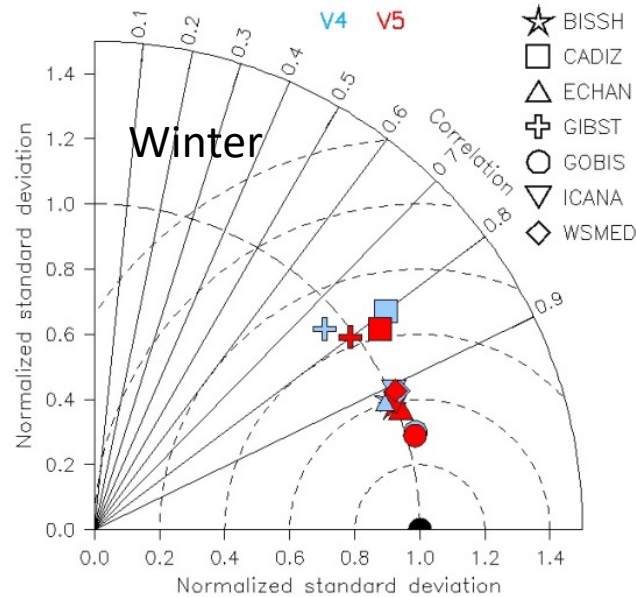 V4 V5
Winter
Normalized standard deviation
1.4
1.2
1.0
0.8
0.6
0.4
0.2
0.0
0.0 0.2 0.4 0.6 0.8 1.0 1.2 1.4
Normalized standard deviation
0.1
0.2
0.3
0.4
0.5
0.6
0.7
0.8
0.9
Correlation
BISSH
CADIZ
ECHAN
GIBST
GOBIS
ICANA
WSMED